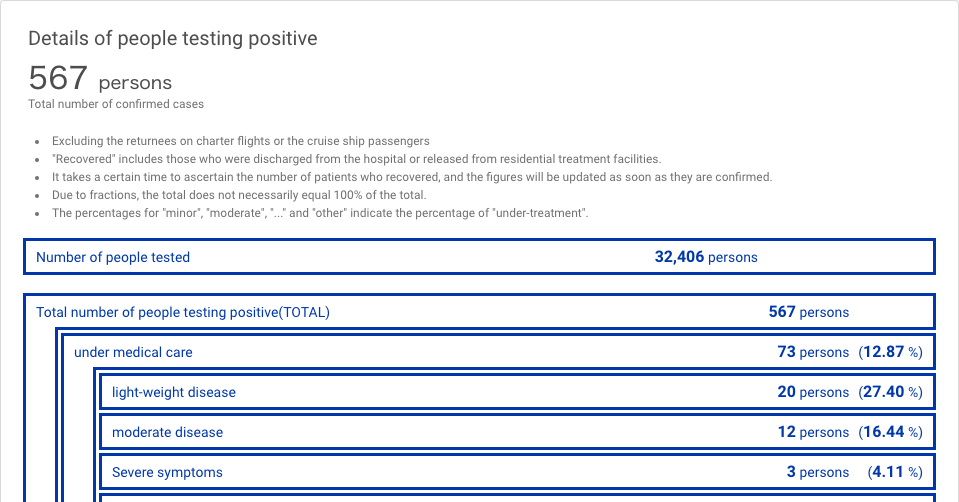 Details of people testing positive
567 persons
Total number of confirmed cases
• Excluding the returnees on charter flights or the cruise ship passengers
• "Recovered" includes those who were discharged from the hospital or released from residential treatment facilities.
• It takes a certain time to ascertain the number of patients who recovered, and the figures will be updated as soon as they are confirmed.
• Due to fractions, the total does not necessarily equal 100% of the total.
• The percentages for "minor", "moderate", "..." and "other" indicate the percentage of "under-treatment".
Number of people tested 32,406 persons
Total number of people testing positive(TOTAL) 567 persons
under medical care 73 persons (12.87 %)
light-weight disease 20 persons (27.40 %)
moderate disease 12 persons (16.44 %)
Severe symptoms 3 persons (4.11 %)